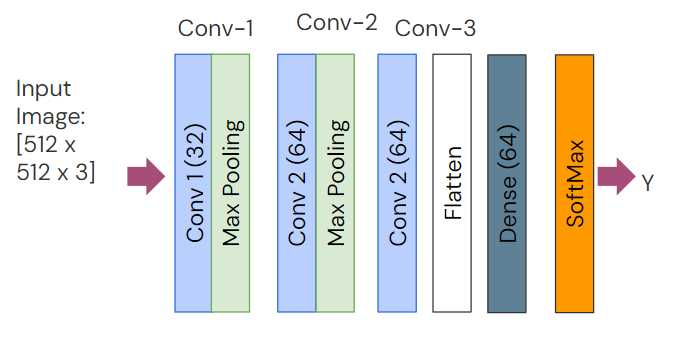 Conv-1
Conv-2
Conv-3
Input
Image:
[512 x
512 x 3]
Conv 1 (32)
Max Pooling
Conv 2 (64)
Max Pooling
Conv 2 (64)
Flatten
Dense (64)
SoftMax
Y